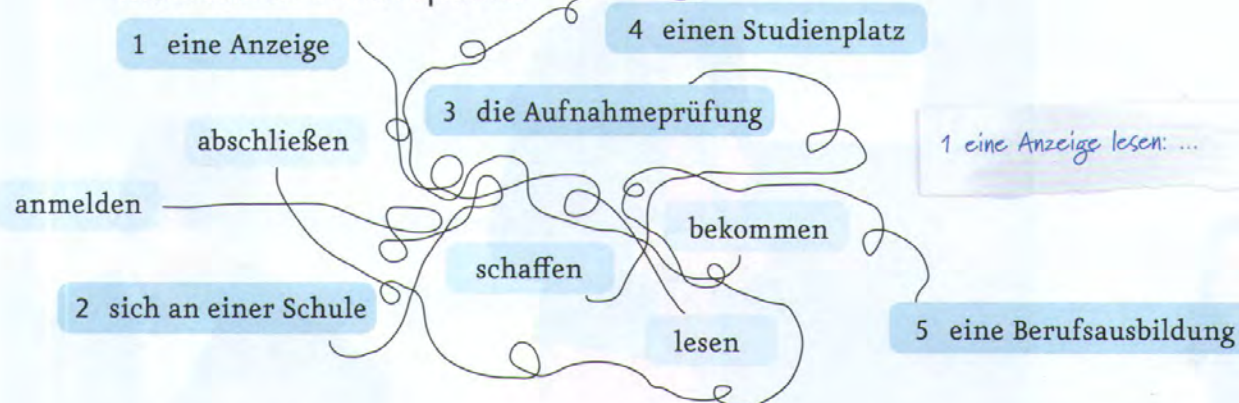 1 eine Anzeige
4 einen Studienplatz
3 die Aufnahmeprüfung
abschließen
1 eine Anzeige lesen: ...
anmelden
bekommen
schaffen
2 sich an einer Schule
5 eine Berufsausbildung
lesen